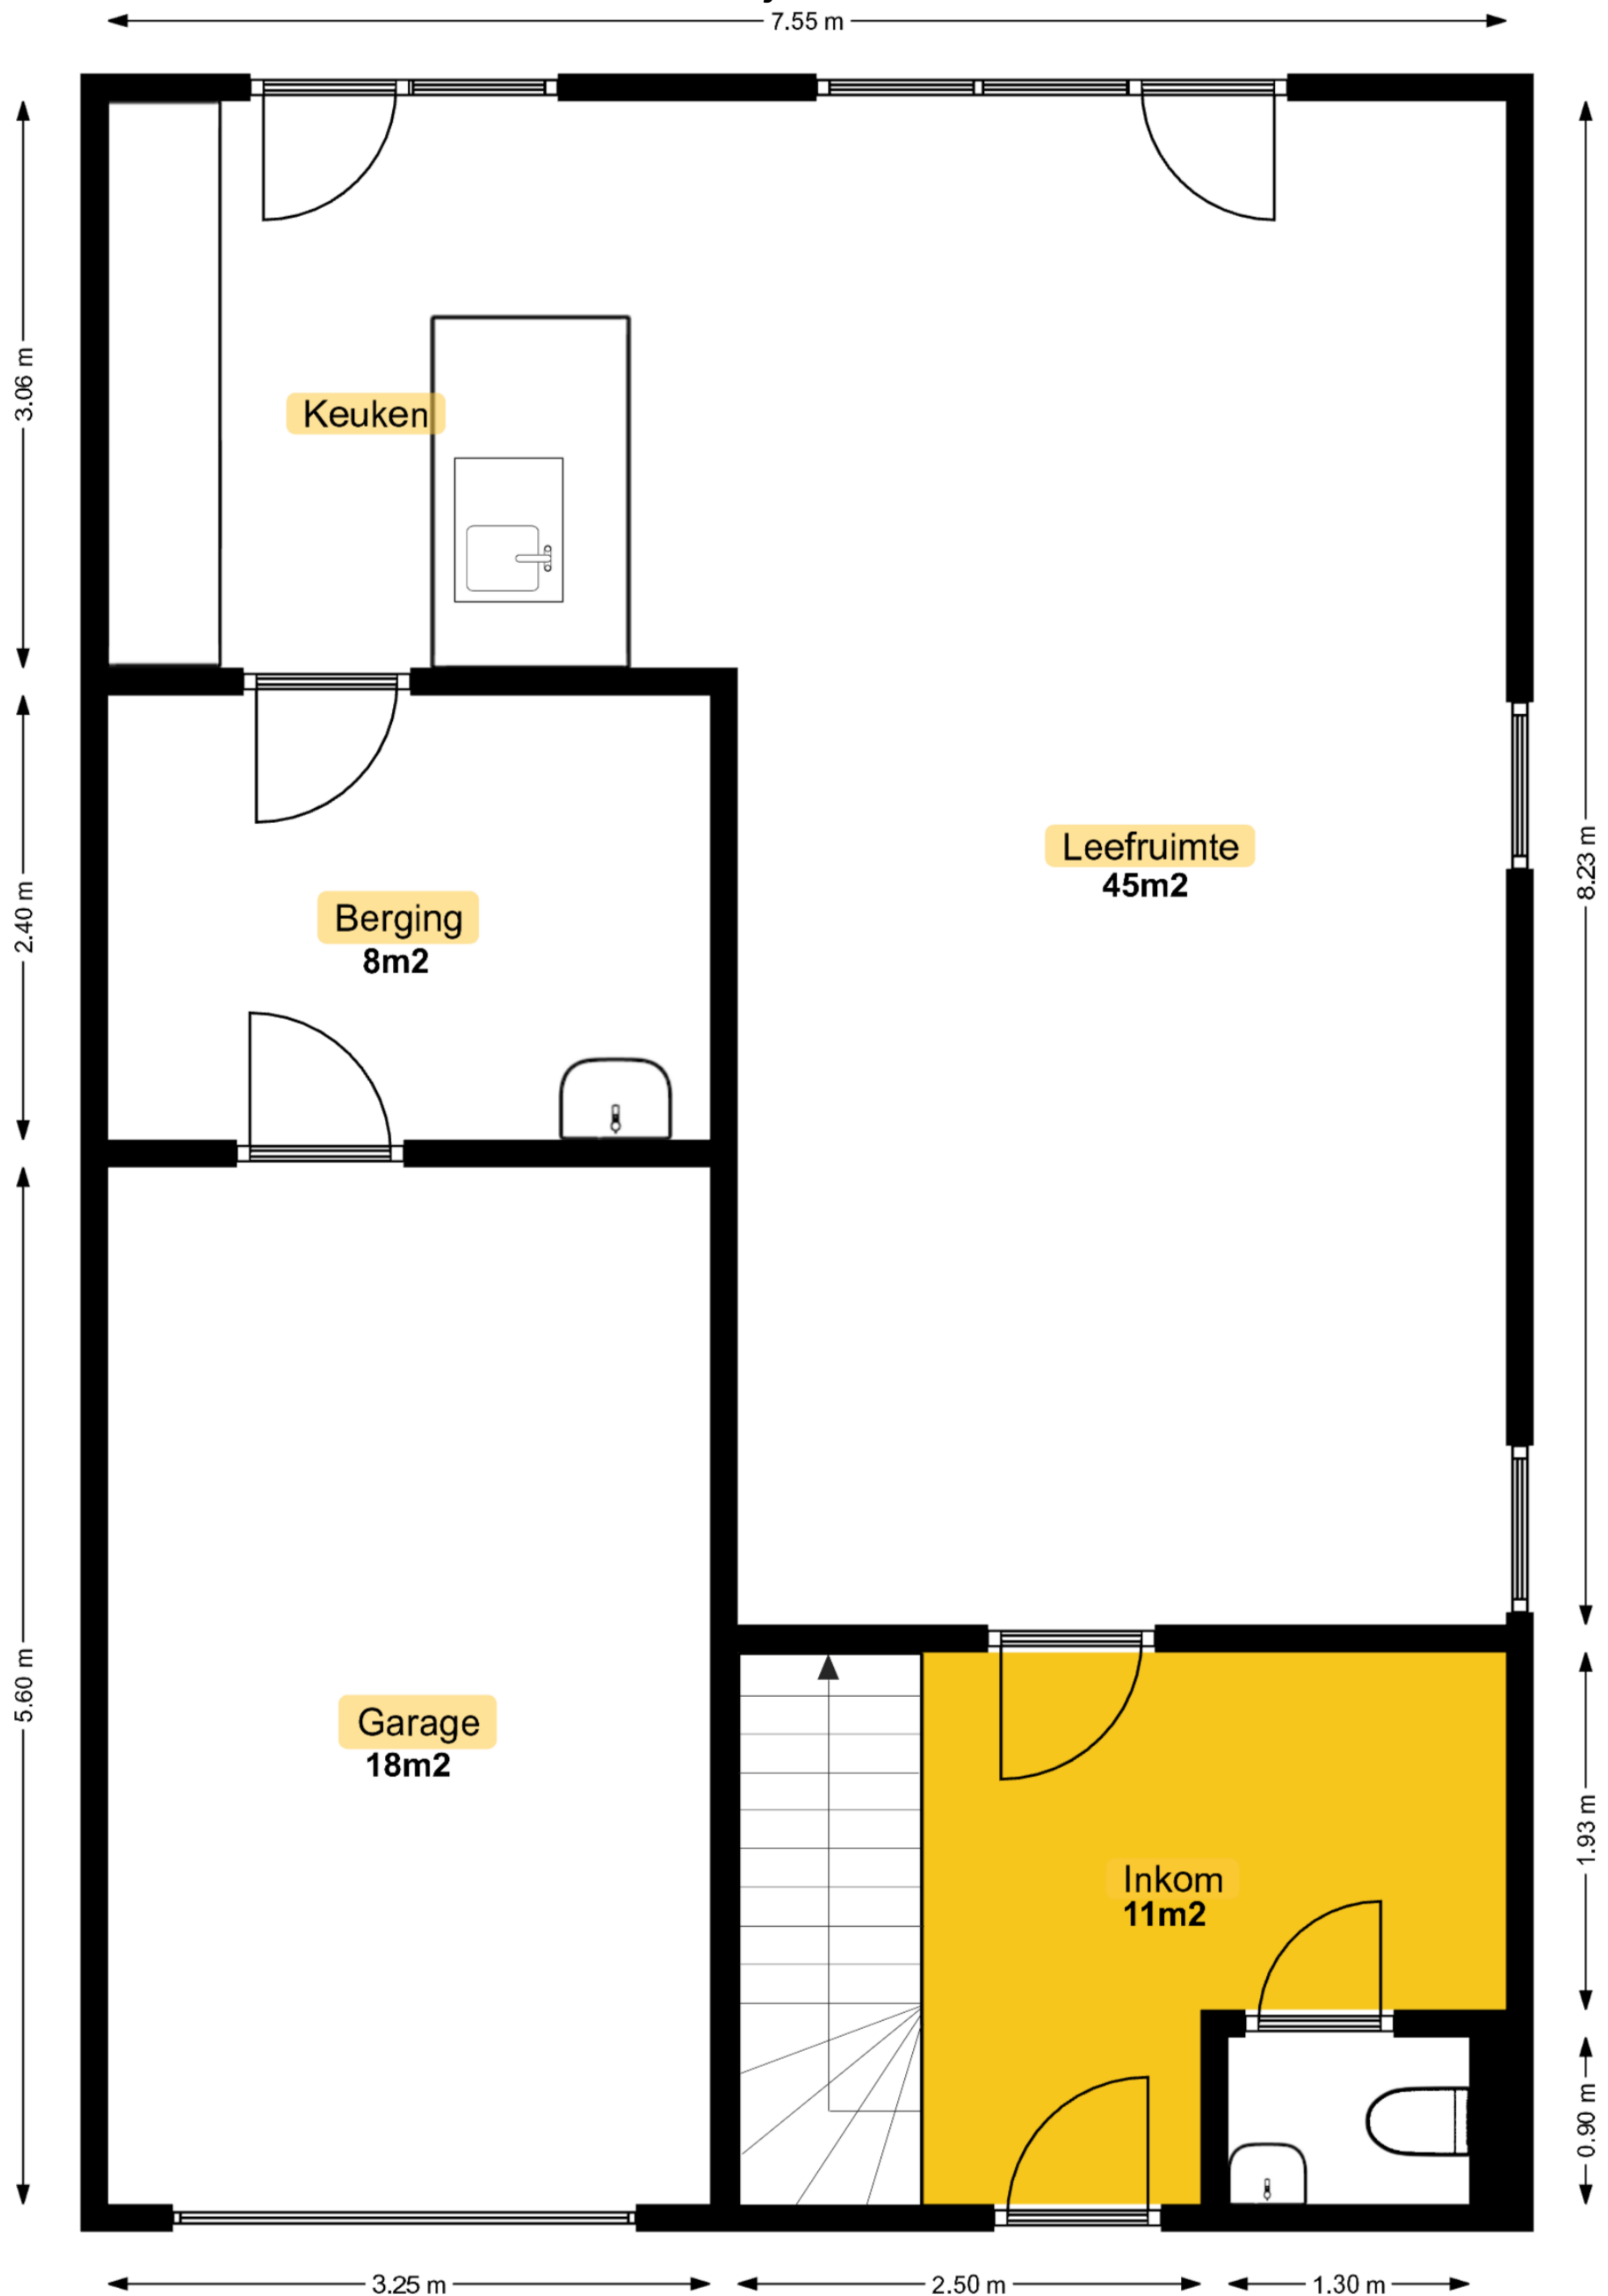 7.55 m
3.06 m
Keuken
Leefruimte
45m2
8.23 m
2.40 m
Berging
8m2
5.60 m
Garage
18m2
1.93 m
Inkom
11m2
0.90 m
3.25 m
2.50 m
1.30 m